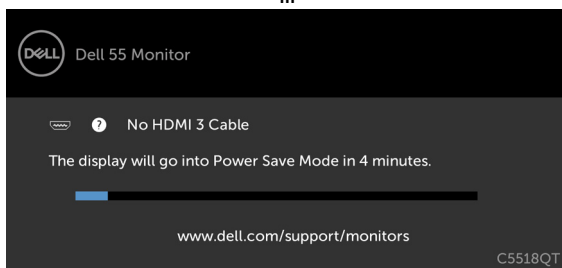 DELL Dell 55 Monitor
? No HDMI 3 Cable
The display will go into Power Save Mode in 4 minutes.
www.dell.com/support/monitors
C5518QT